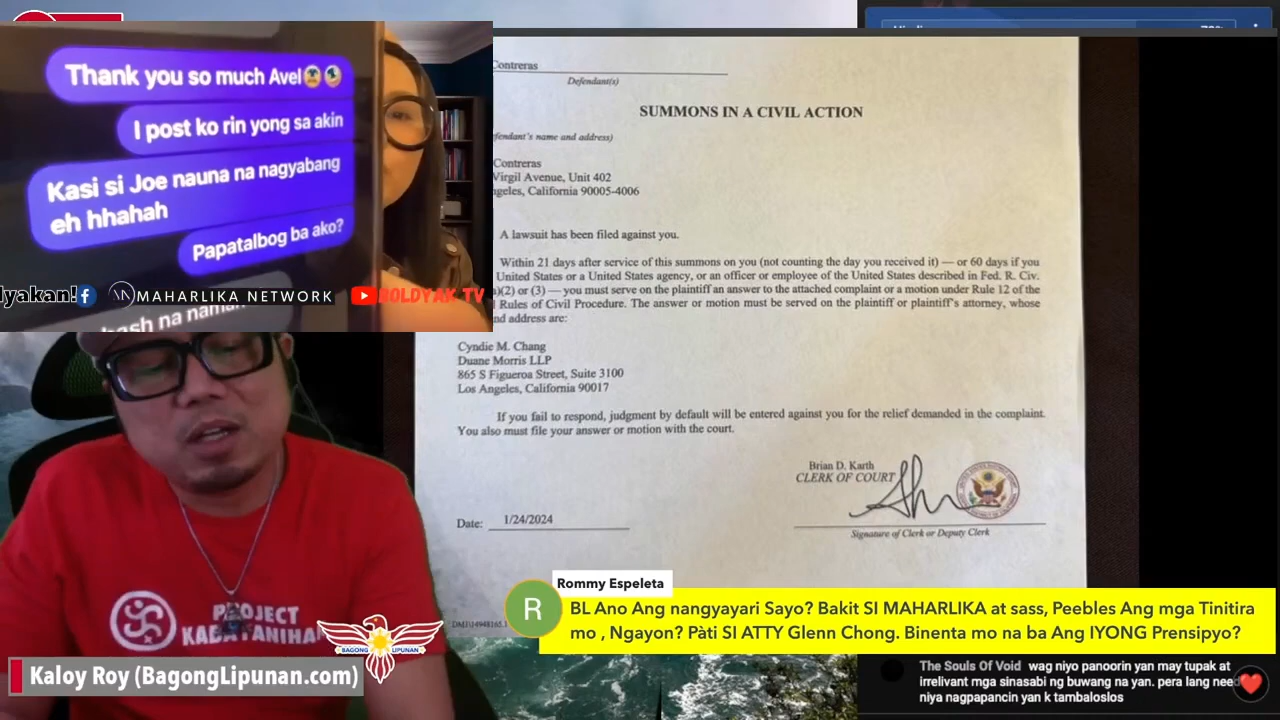 Thank you so much Avel
I post ko rin yong sa akin
Kasi si Joe nauna na nagyabang
eh hhahah
Papatalbog ba ako?
lyakan!
MAHARLIKA NETWORK
BOLDYAK TV
Contreras
Defendant(s)
SUMMONS IN A CIVIL ACTION
fendant's name and address)
Contreras
Virgil Avenue, Unit 402
ngeles, California 90005-4006
A lawsuit has been filed against you.
Within 21 days after service of this summons on you (not counting the day you received it) — or 60 days if you
United States or a United States agency, or an officer or employee of the United States described in Fed. R. Civ.
)(2) or (3) — you must serve on the plaintiff an answer to the attached complaint or a motion under Rule 12 of the
Rules of Civil Procedure. The answer or motion must be served on the plaintiff or plaintiff's attorney, whose
nd address are:
Cyndie M. Chang
Duane Morris LLP
865 S Figueroa Street, Suite 3100
Los Angeles, California 90017
If you fail to respond, judgment by default will be entered against you for the relief demanded in the complaint.
You also must file your answer or motion with the court.
Brian D. Karth
CLERK OF COURT
Date: 1/24/2024
Signature of Clerk or Deputy Clerk
PROJECT
KABATANIHAN
BAGONG LIPUNAN
Kaloy Roy (BagongLipunan.com)
Rommy Espeleta
R
BL Ano Ang nangyayari Sayo? Bakit SI MAHARLIKA at sass, Peebles Ang mga Tinitira
mo , Ngayon? Pàti SI ATTY Glenn Chong. Binenta mo na ba Ang IYONG Prensipyo?
The Souls Of Void wag niyo panoorin yan may tupak at
irrelivant mga sinasabi ng buwang na yan. pera lang need
niya nagpapancin yan k tambaloslos